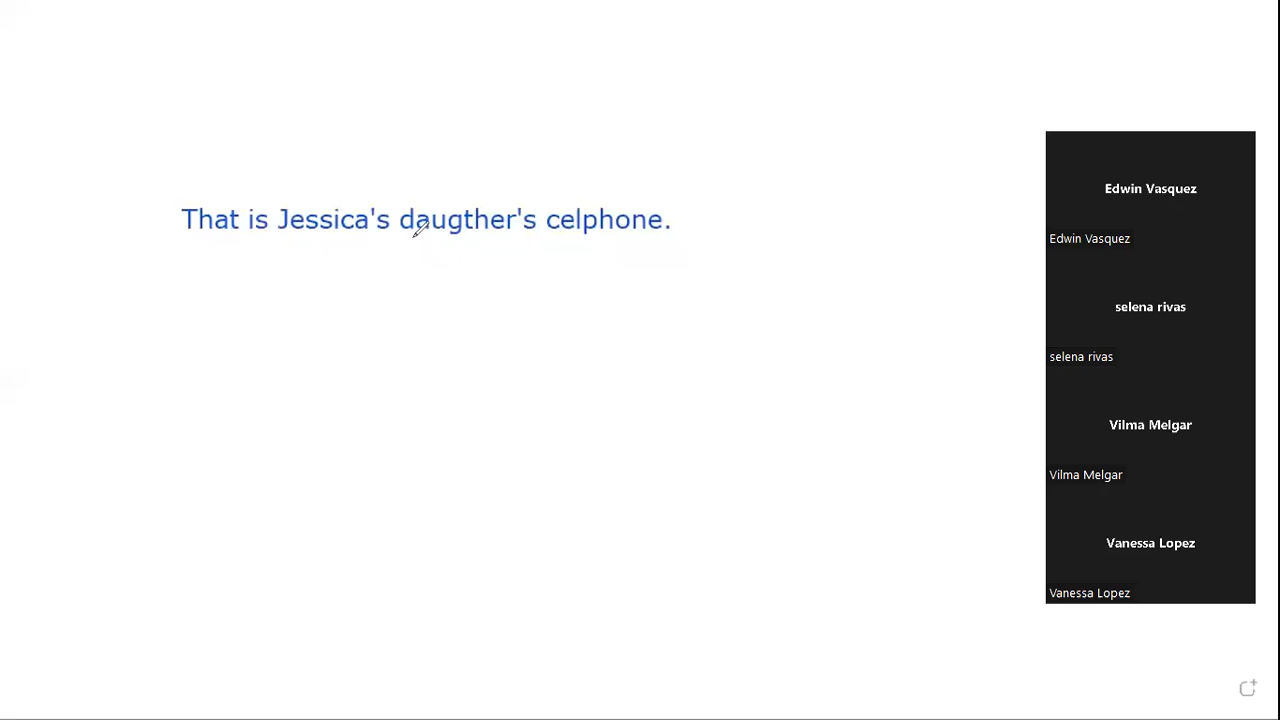 That is Jessica's daugther's celphone.
Edwin Vasquez
Edwin Vasquez
selena rivas
selena rivas
Vilma Melgar
Vilma Melgar
Vanessa Lopez
Vanessa Lopez